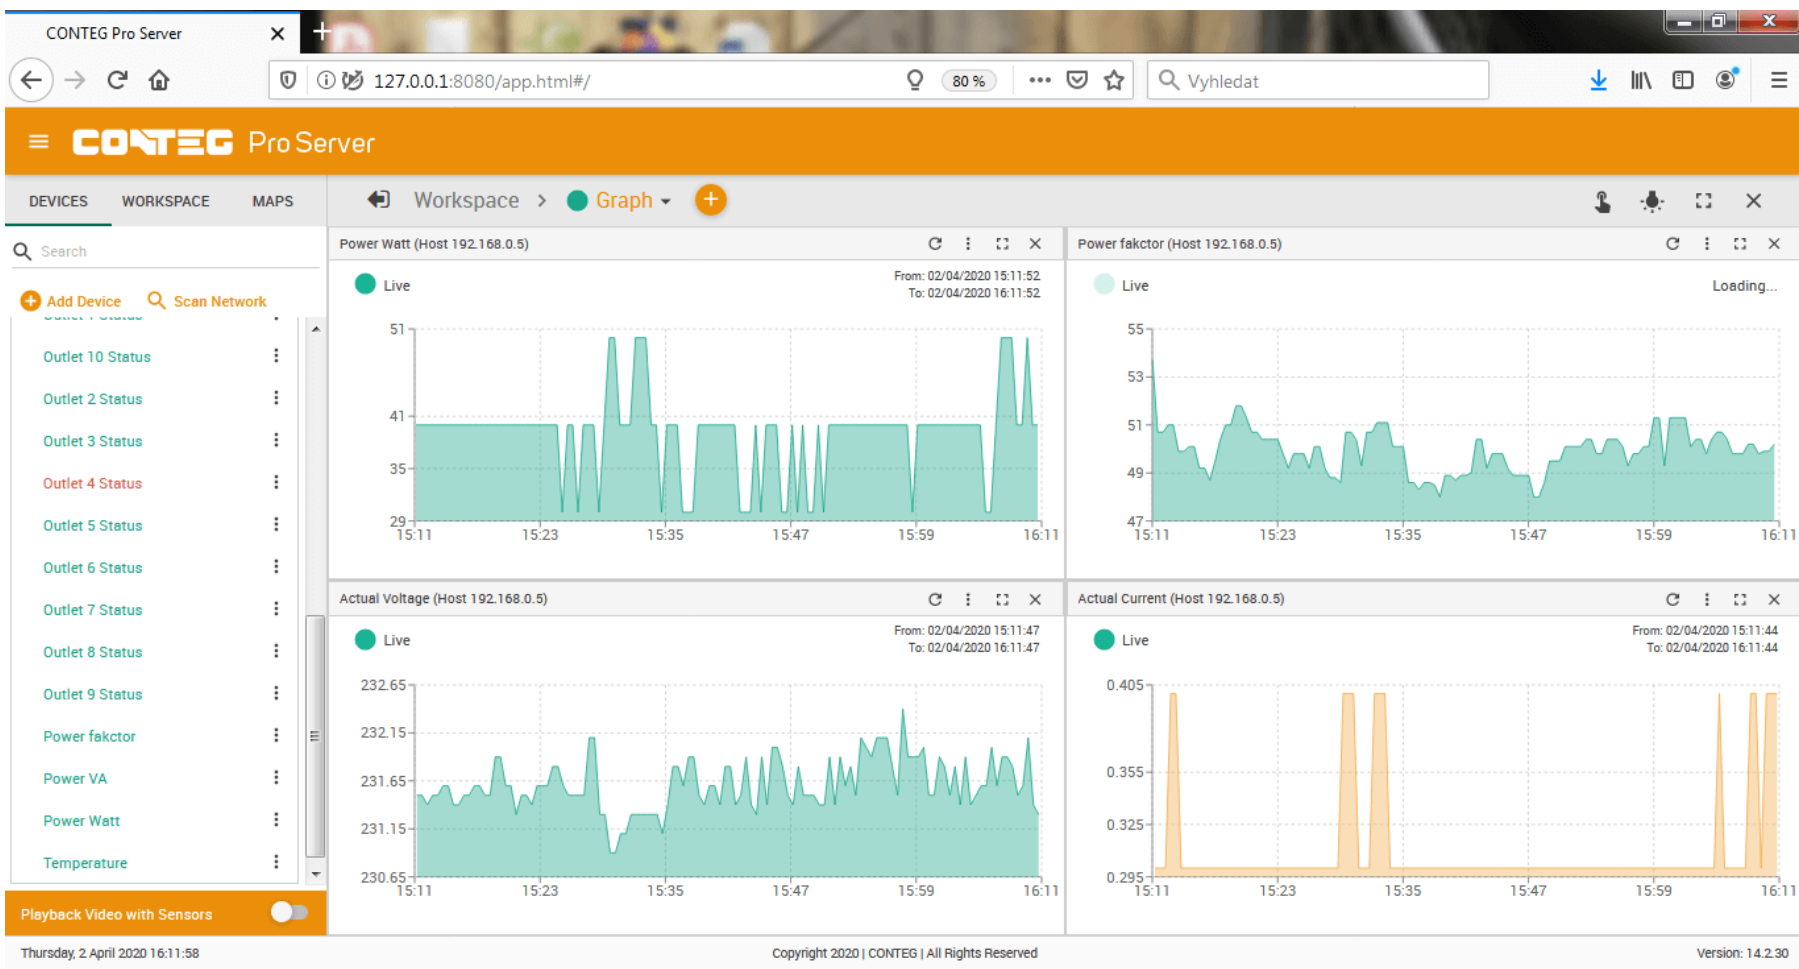 CONTEG Pro Server
127.0.0.1:8080/app.html#/
80 %
Vyhledat
CONTEG Pro Server
DEVICES WORKSPACE MAPS
Workspace > Graph
Search
Add Device Scan Network
Outlet 1 Status
Outlet 10 Status
Outlet 2 Status
Outlet 3 Status
Outlet 4 Status
Outlet 5 Status
Outlet 6 Status
Outlet 7 Status
Outlet 8 Status
Outlet 9 Status
Power fakctor
Power VA
Power Watt
Temperature
Playback Video with Sensors
Power Watt (Host 192.168.0.5)
Live
From: 02/04/2020 15:11:52
To: 02/04/2020 16:11:52
51
41
35
29
15:11 15:23 15:35 15:47 15:59 16:11
Power fakctor (Host 192.168.0.5)
Live
Loading...
55
53
51
49
47
15:11 15:23 15:35 15:47 15:59 16:11
Actual Voltage (Host 192.168.0.5)
Live
From: 02/04/2020 15:11:47
To: 02/04/2020 16:11:47
232.65
232.15
231.65
231.15
230.65
15:11 15:23 15:35 15:47 15:59 16:11
Actual Current (Host 192.168.0.5)
Live
From: 02/04/2020 15:11:44
To: 02/04/2020 16:11:44
0.405
0.355
0.325
0.295
15:11 15:23 15:35 15:47 15:59 16:11
Thursday, 2 April 2020 16:11:58
Copyright 2020 | CONTEG | All Rights Reserved
Version: 14.2.30